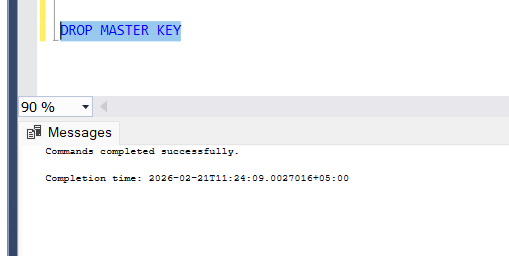 DROP MASTER KEY
90 %
Messages
Commands completed successfully.
Completion time: 2026-02-21T11:24:09.0027016+05:00